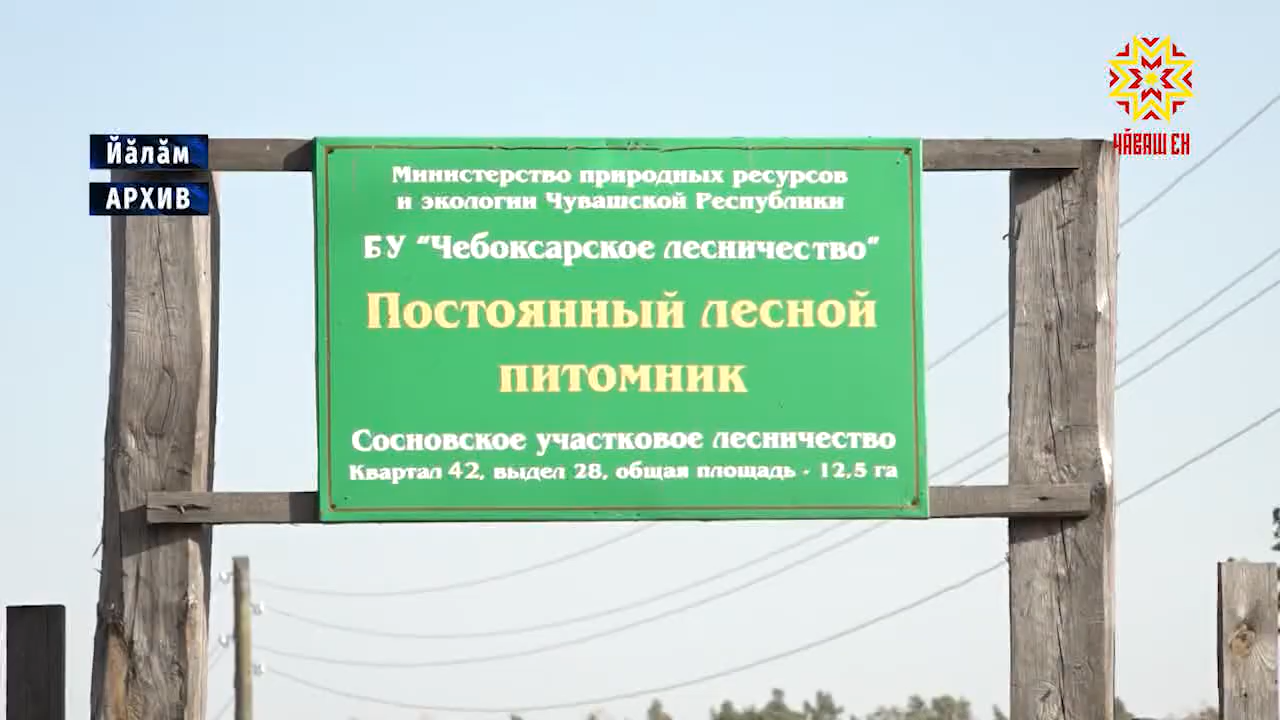 Йӑлӑм
АРХИВ
ЧӐВАШ ЕН
Министерство природных ресурсов
и экологии Чувашской Республики
БУ "Чебоксарское лесничество"
Постоянный лесной
питомник
Сосновское участковое лесничество
Квартал 42, выдел 28, общая площадь - 12,5 га